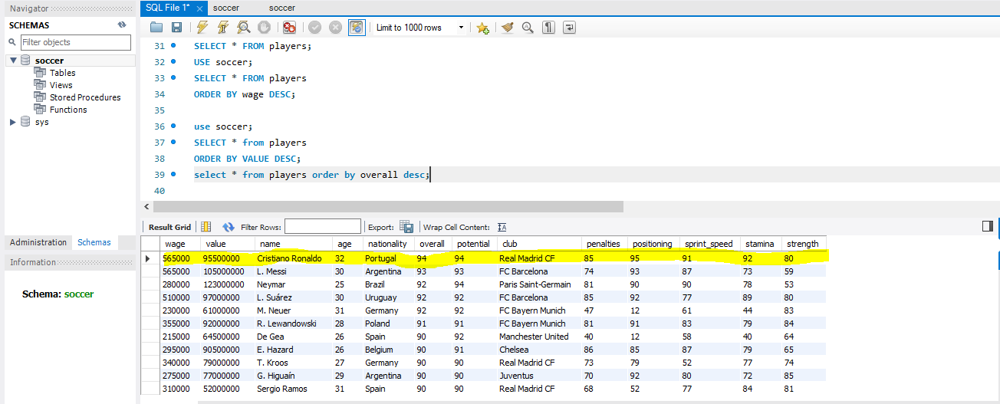 Navigator
SCHEMAS
Filter objects
soccer
Tables
Views
Stored Procedures
Functions
sys
Administration Schemas
Information
Schema: soccer
SQL File 1* soccer soccer
Limit to 1000 rows
31 SELECT * FROM players;
32 USE soccer;
33 SELECT * FROM players
34 ORDER BY wage DESC;
35
36 use soccer;
37 SELECT * from players
38 ORDER BY VALUE DESC;
39 select * from players order by overall desc;
40
Result Grid Filter Rows: Export: Wrap Cell Content:
wage value name age nationality overall potential club penalties positioning sprint_speed stamina strength
565000 95500000 Cristiano Ronaldo 32 Portugal 94 94 Real Madrid CF 85 95 91 92 80
565000 105000000 L. Messi 30 Argentina 93 93 FC Barcelona 74 93 87 73 59
280000 123000000 Neymar 25 Brazil 92 94 Paris Saint-Germain 81 90 90 78 53
510000 97000000 L. Suárez 30 Uruguay 92 92 FC Barcelona 85 92 77 89 80
230000 61000000 M. Neuer 31 Germany 92 92 FC Bayern Munich 47 12 61 44 83
355000 92000000 R. Lewandowski 28 Poland 91 91 FC Bayern Munich 81 91 83 79 84
215000 64500000 De Gea 26 Spain 90 92 Manchester United 40 12 58 40 64
295000 90500000 E. Hazard 26 Belgium 90 91 Chelsea 86 85 87 79 65
340000 79000000 T. Kroos 27 Germany 90 90 Real Madrid CF 73 79 52 77 74
275000 77000000 G. Higuaín 29 Argentina 90 90 Juventus 70 92 80 72 85
310000 52000000 Sergio Ramos 31 Spain 90 90 Real Madrid CF 68 52 77 84 81